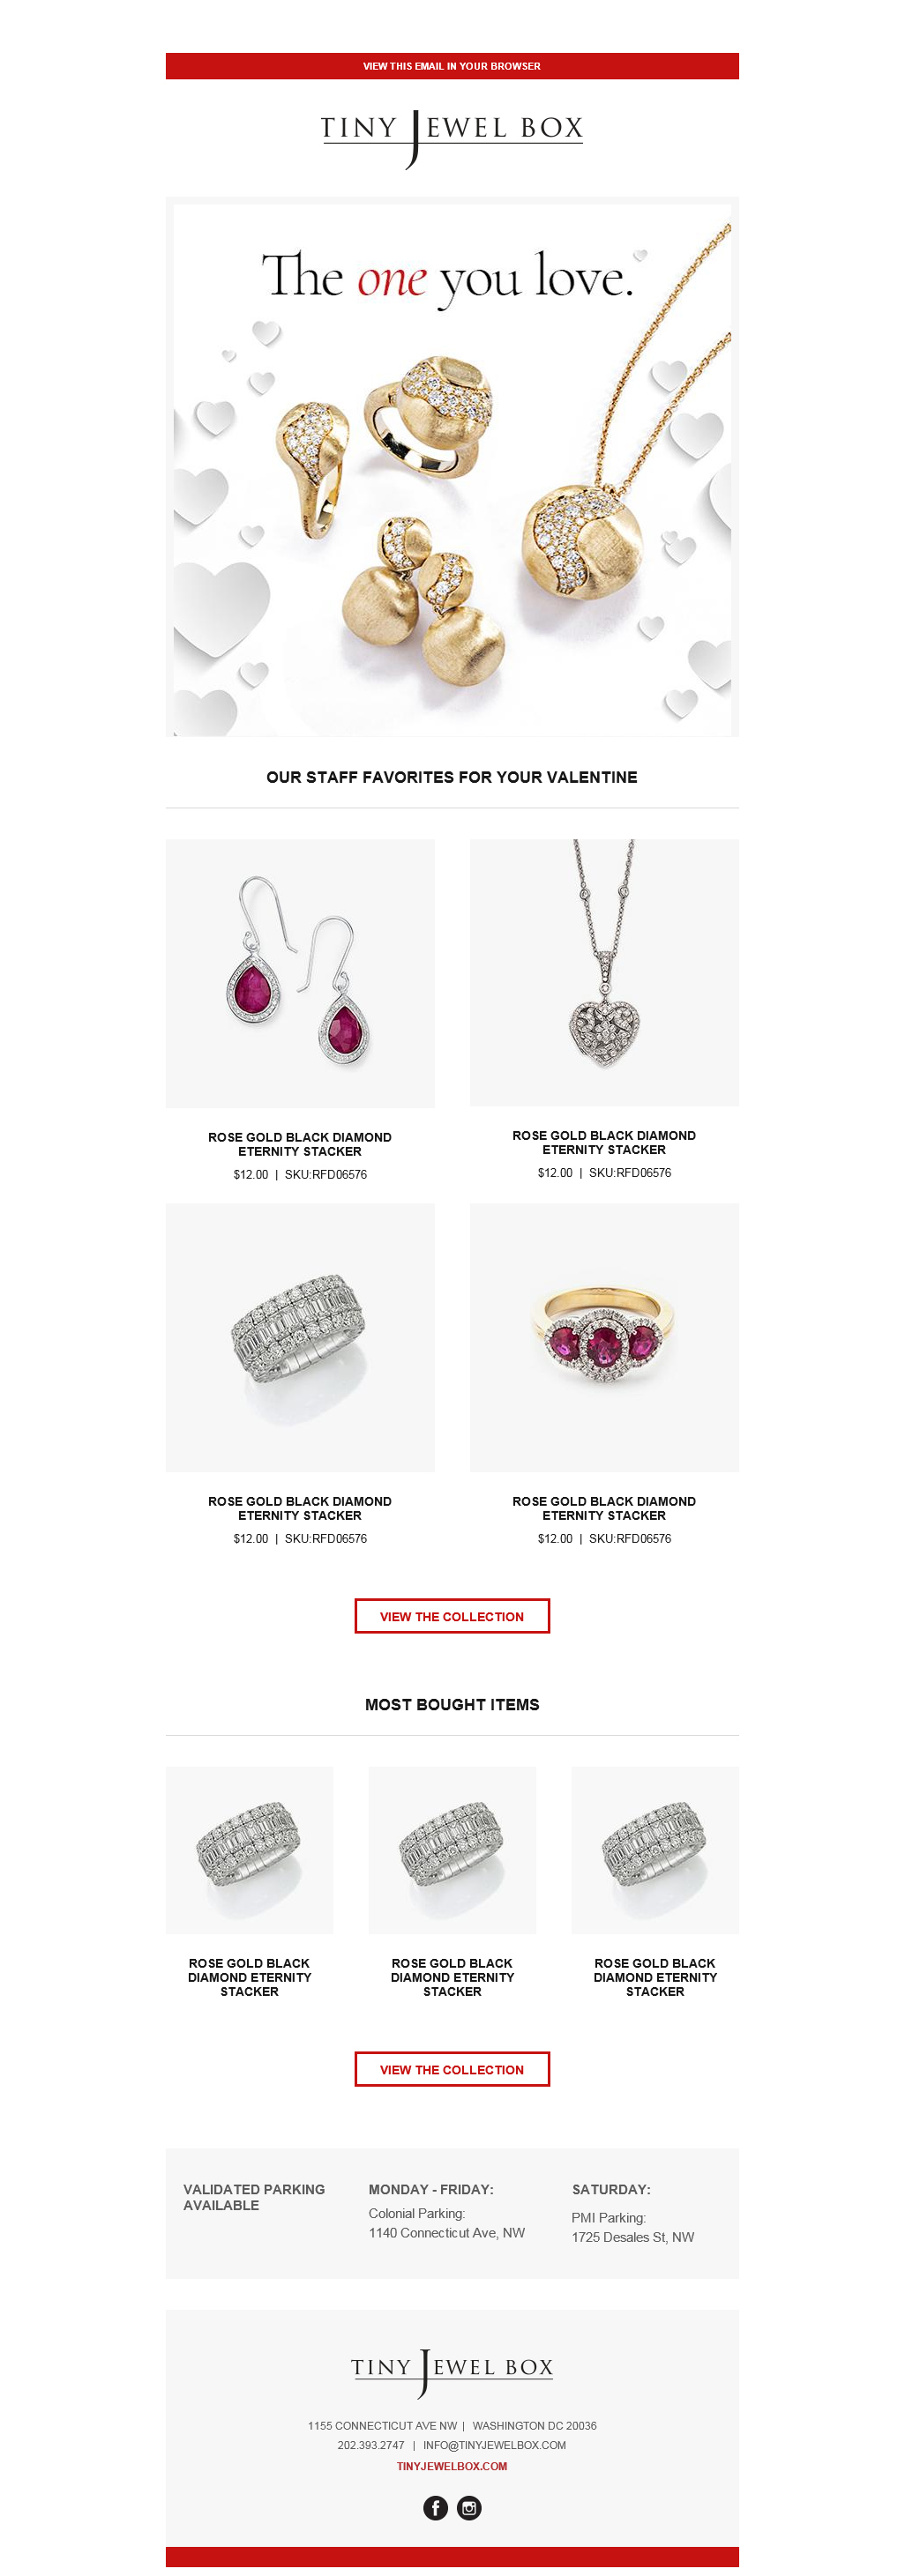 VIEW THIS EMAIL IN YOUR BROWSER
TINY JEWEL BOX
The one you love.
OUR STAFF FAVORITES FOR YOUR VALENTINE
ROSE GOLD BLACK DIAMOND
ETERNITY STACKER
$12.00 | SKU:RFD06576
ROSE GOLD BLACK DIAMOND
ETERNITY STACKER
$12.00 | SKU:RFD06576
ROSE GOLD BLACK DIAMOND
ETERNITY STACKER
$12.00 | SKU:RFD06576
ROSE GOLD BLACK DIAMOND
ETERNITY STACKER
$12.00 | SKU:RFD06576
VIEW THE COLLECTION
MOST BOUGHT ITEMS
ROSE GOLD BLACK
DIAMOND ETERNITY
STACKER
ROSE GOLD BLACK
DIAMOND ETERNITY
STACKER
ROSE GOLD BLACK
DIAMOND ETERNITY
STACKER
VIEW THE COLLECTION
VALIDATED PARKING
AVAILABLE
MONDAY - FRIDAY:
Colonial Parking:
1140 Connecticut Ave, NW
SATURDAY:
PMI Parking:
1725 Desales St, NW
TINY JEWEL BOX
1155 CONNECTICUT AVE NW | WASHINGTON DC 20036
202.393.2747 | INFO@TINYJEWELBOX.COM
TINYJEWELBOX.COM